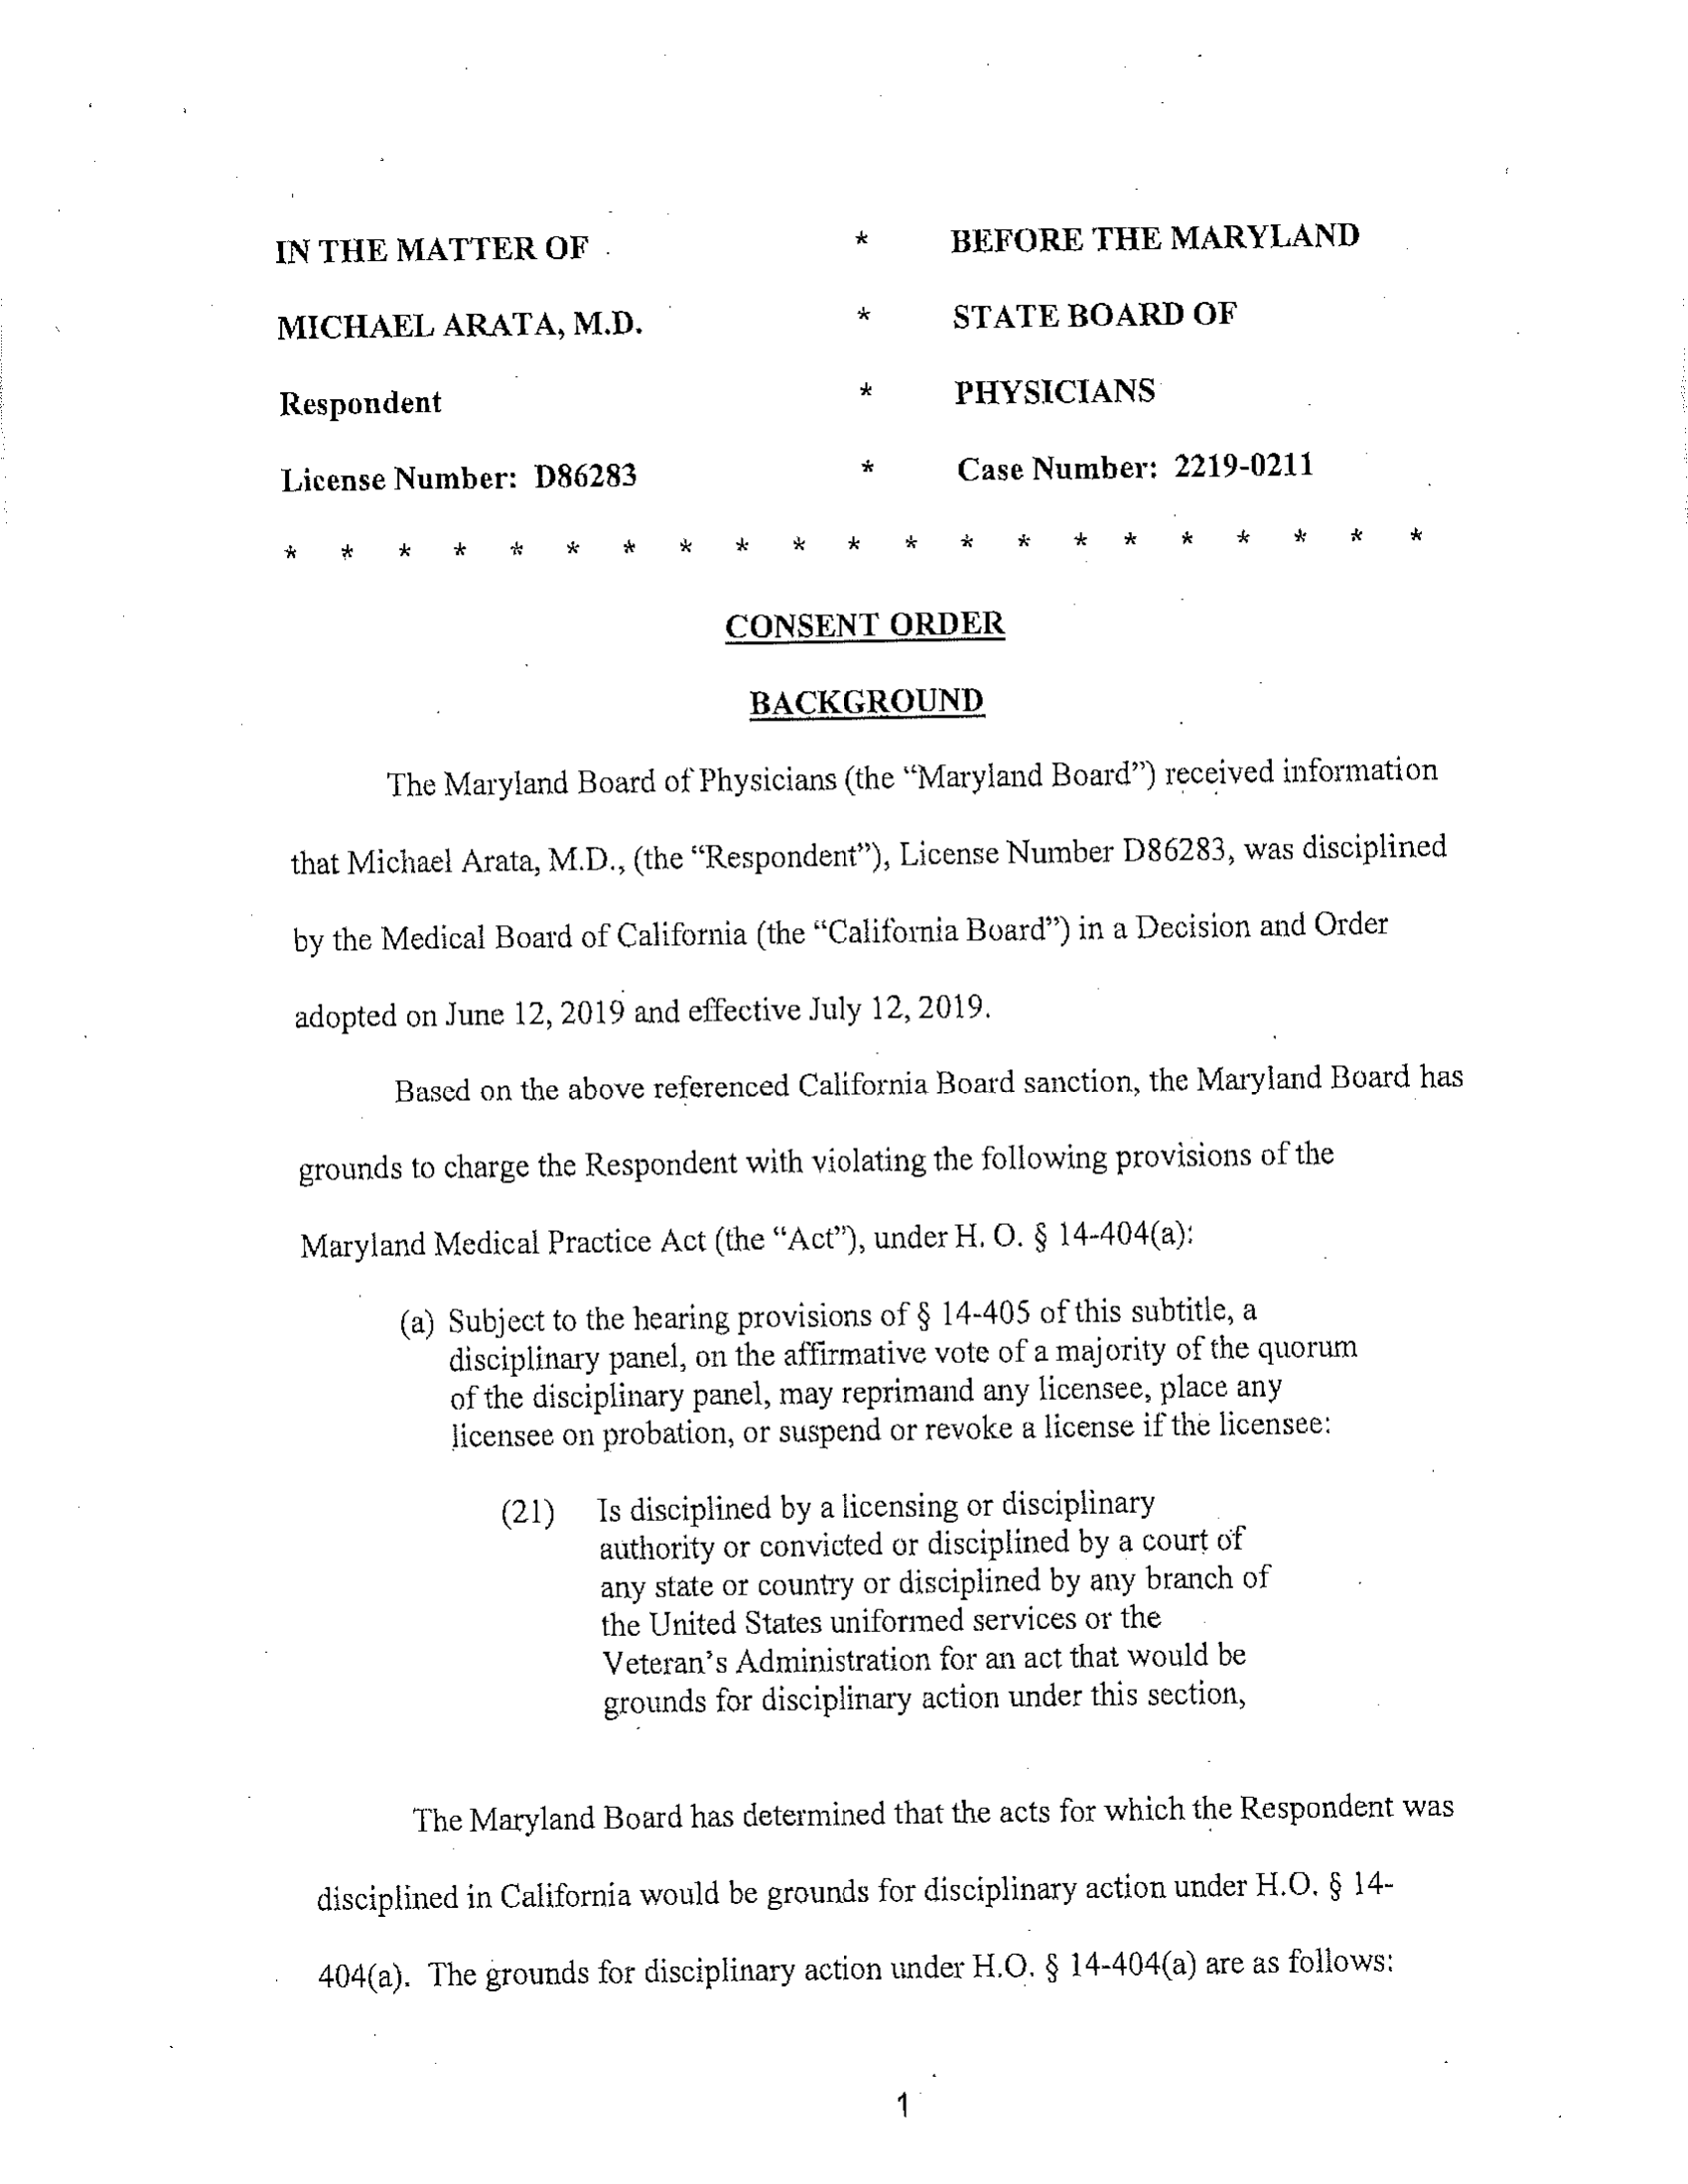 IN THE MATTER OF * BEFORE THE MARYLAND
MICHAEL ARATA, M.D. * STATE BOARD OF
Respondent * PHYSICIANS
License Number: D86283 * Case Number: 2219-0211
* * * * * * * * * * * * * * * * * * * * *
CONSENT ORDER
BACKGROUND
The Maryland Board of Physicians (the “Maryland Board”) received information
that Michael Arata, M.D., (the “Respondent”), License Number D86283, was disciplined
by the Medical Board of California (the “California Board”) in a Decision and Order
adopted on June 12, 2019 and effective July 12, 2019.
Based on the above referenced California Board sanction, the Maryland Board has
grounds to charge the Respondent with violating the following provisions of the
Maryland Medical Practice Act (the “Act”), under H. O. § 14-404(a):
(a) Subject to the hearing provisions of § 14-405 of this subtitle, a
disciplinary panel, on the affirmative vote of a majority of the quorum
of the disciplinary panel, may reprimand any licensee, place any
licensee on probation, or suspend or revoke a license if the licensee:
(21) Is disciplined by a licensing or disciplinary
authority or convicted or disciplined by a court of
any state or country or disciplined by any branch of
the United States uniformed services or the
Veteran’s Administration for an act that would be
grounds for disciplinary action under this section,
The Maryland Board has determined that the acts for which the Respondent was
disciplined in California would be grounds for disciplinary action under H.O. § 14-
404(a). The grounds for disciplinary action under H.O. § 14-404(a) are as follows:
1